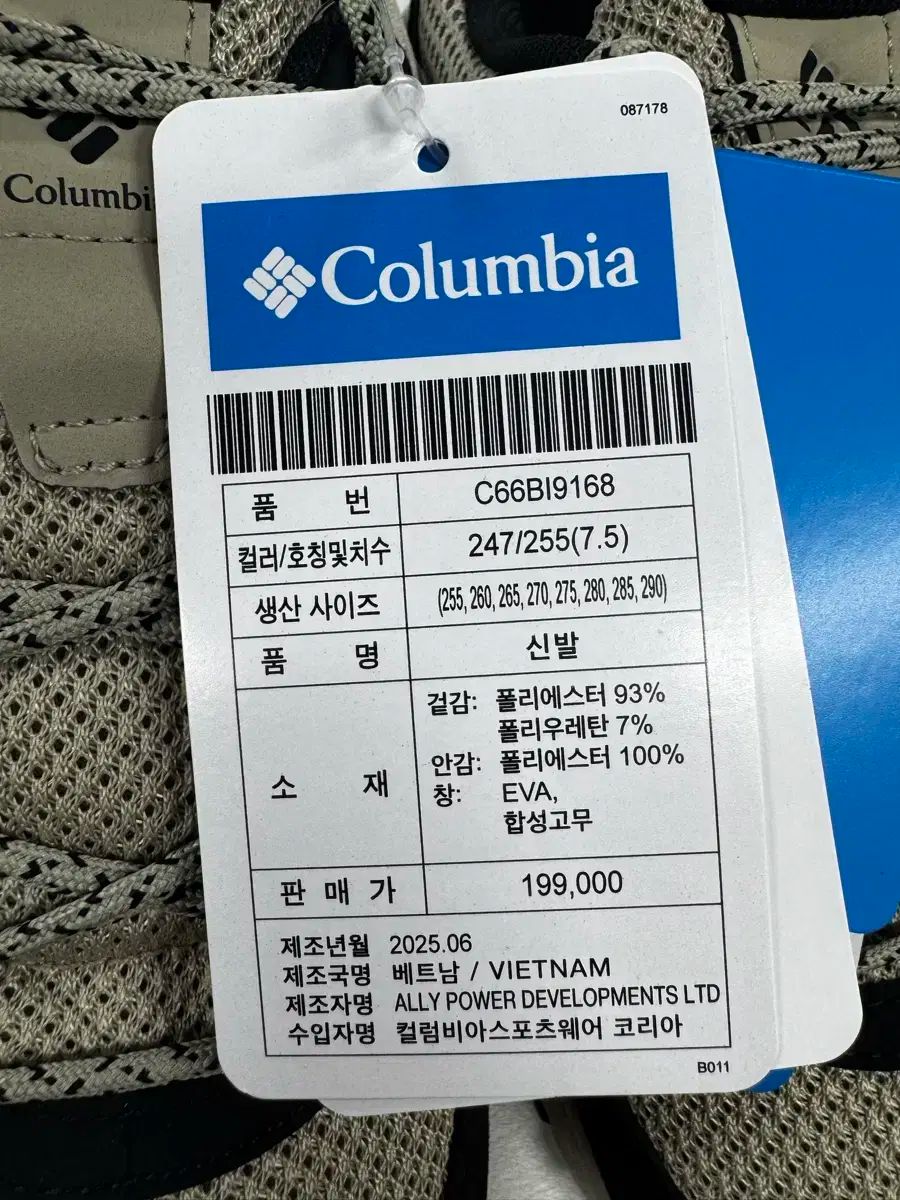 087178
Columbi
Columbia
품 번 C66BI9168
컬러/호칭및치수 247/255(7.5)
생산 사이즈 (255, 260, 265, 270, 275, 280, 285, 290)
품 명 신발
소 재 겉감: 폴리에스터 93%
폴리우레탄 7%
안감: 폴리에스터 100%
창: EVA,
합성고무
판 매 가 199,000
제조년월 2025.06
제조국명 베트남 / VIETNAM
제조자명 ALLY POWER DEVELOPMENTS LTD
수입자명 컬럼비아스포츠웨어 코리아
B011